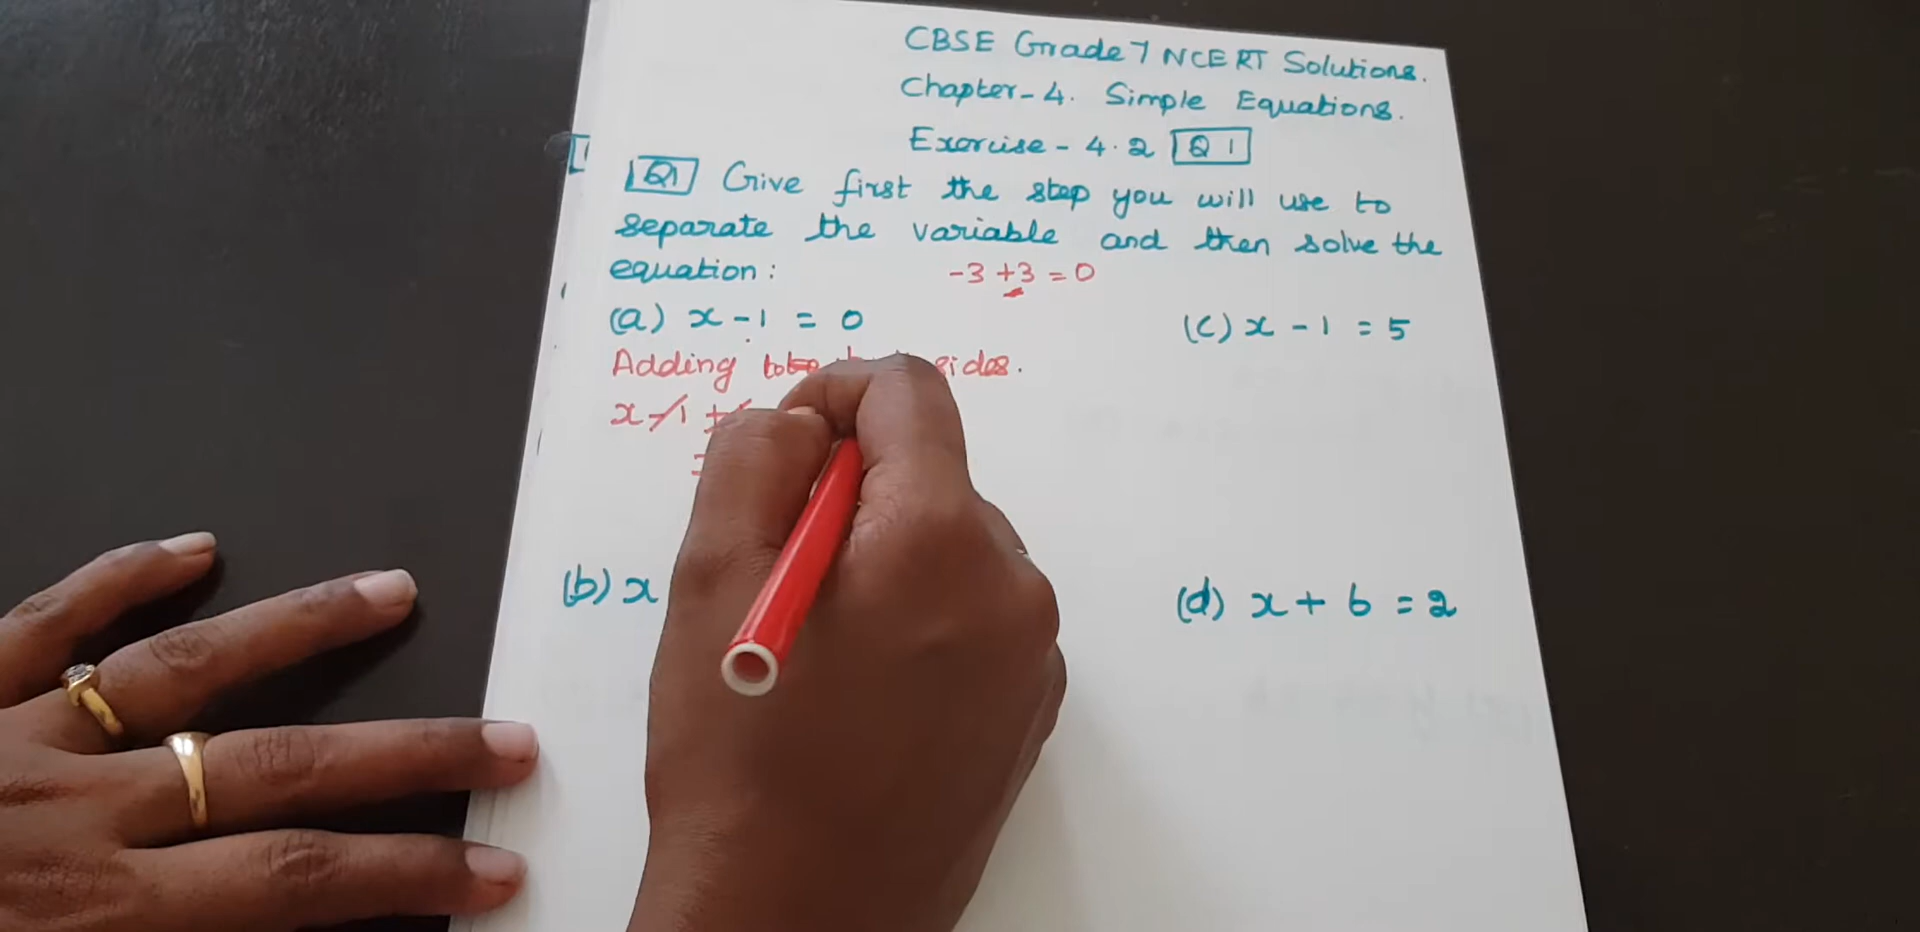 CBSE Grade 7 NCERT Solutions.
Chapter-4. Simple Equations.
Exercise - 4.2 Q1
Q1 Give first the step you will use to
separate the variable and then solve the
equation:
-3 +3 = 0
(a) x - 1 = 0
(c) x - 1 = 5
Adding sides.
x - 1 +
=
(b) x
(d) x + 6 = 2